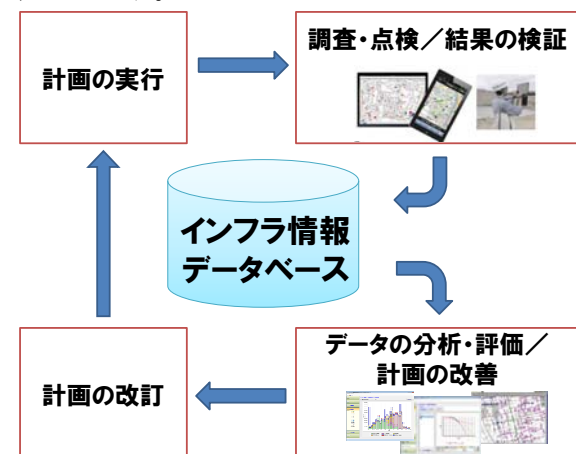 計画の実行
調査・点検／結果の検証
インフラ情報
データベース
計画の改訂
データの分析・評価／
計画の改善